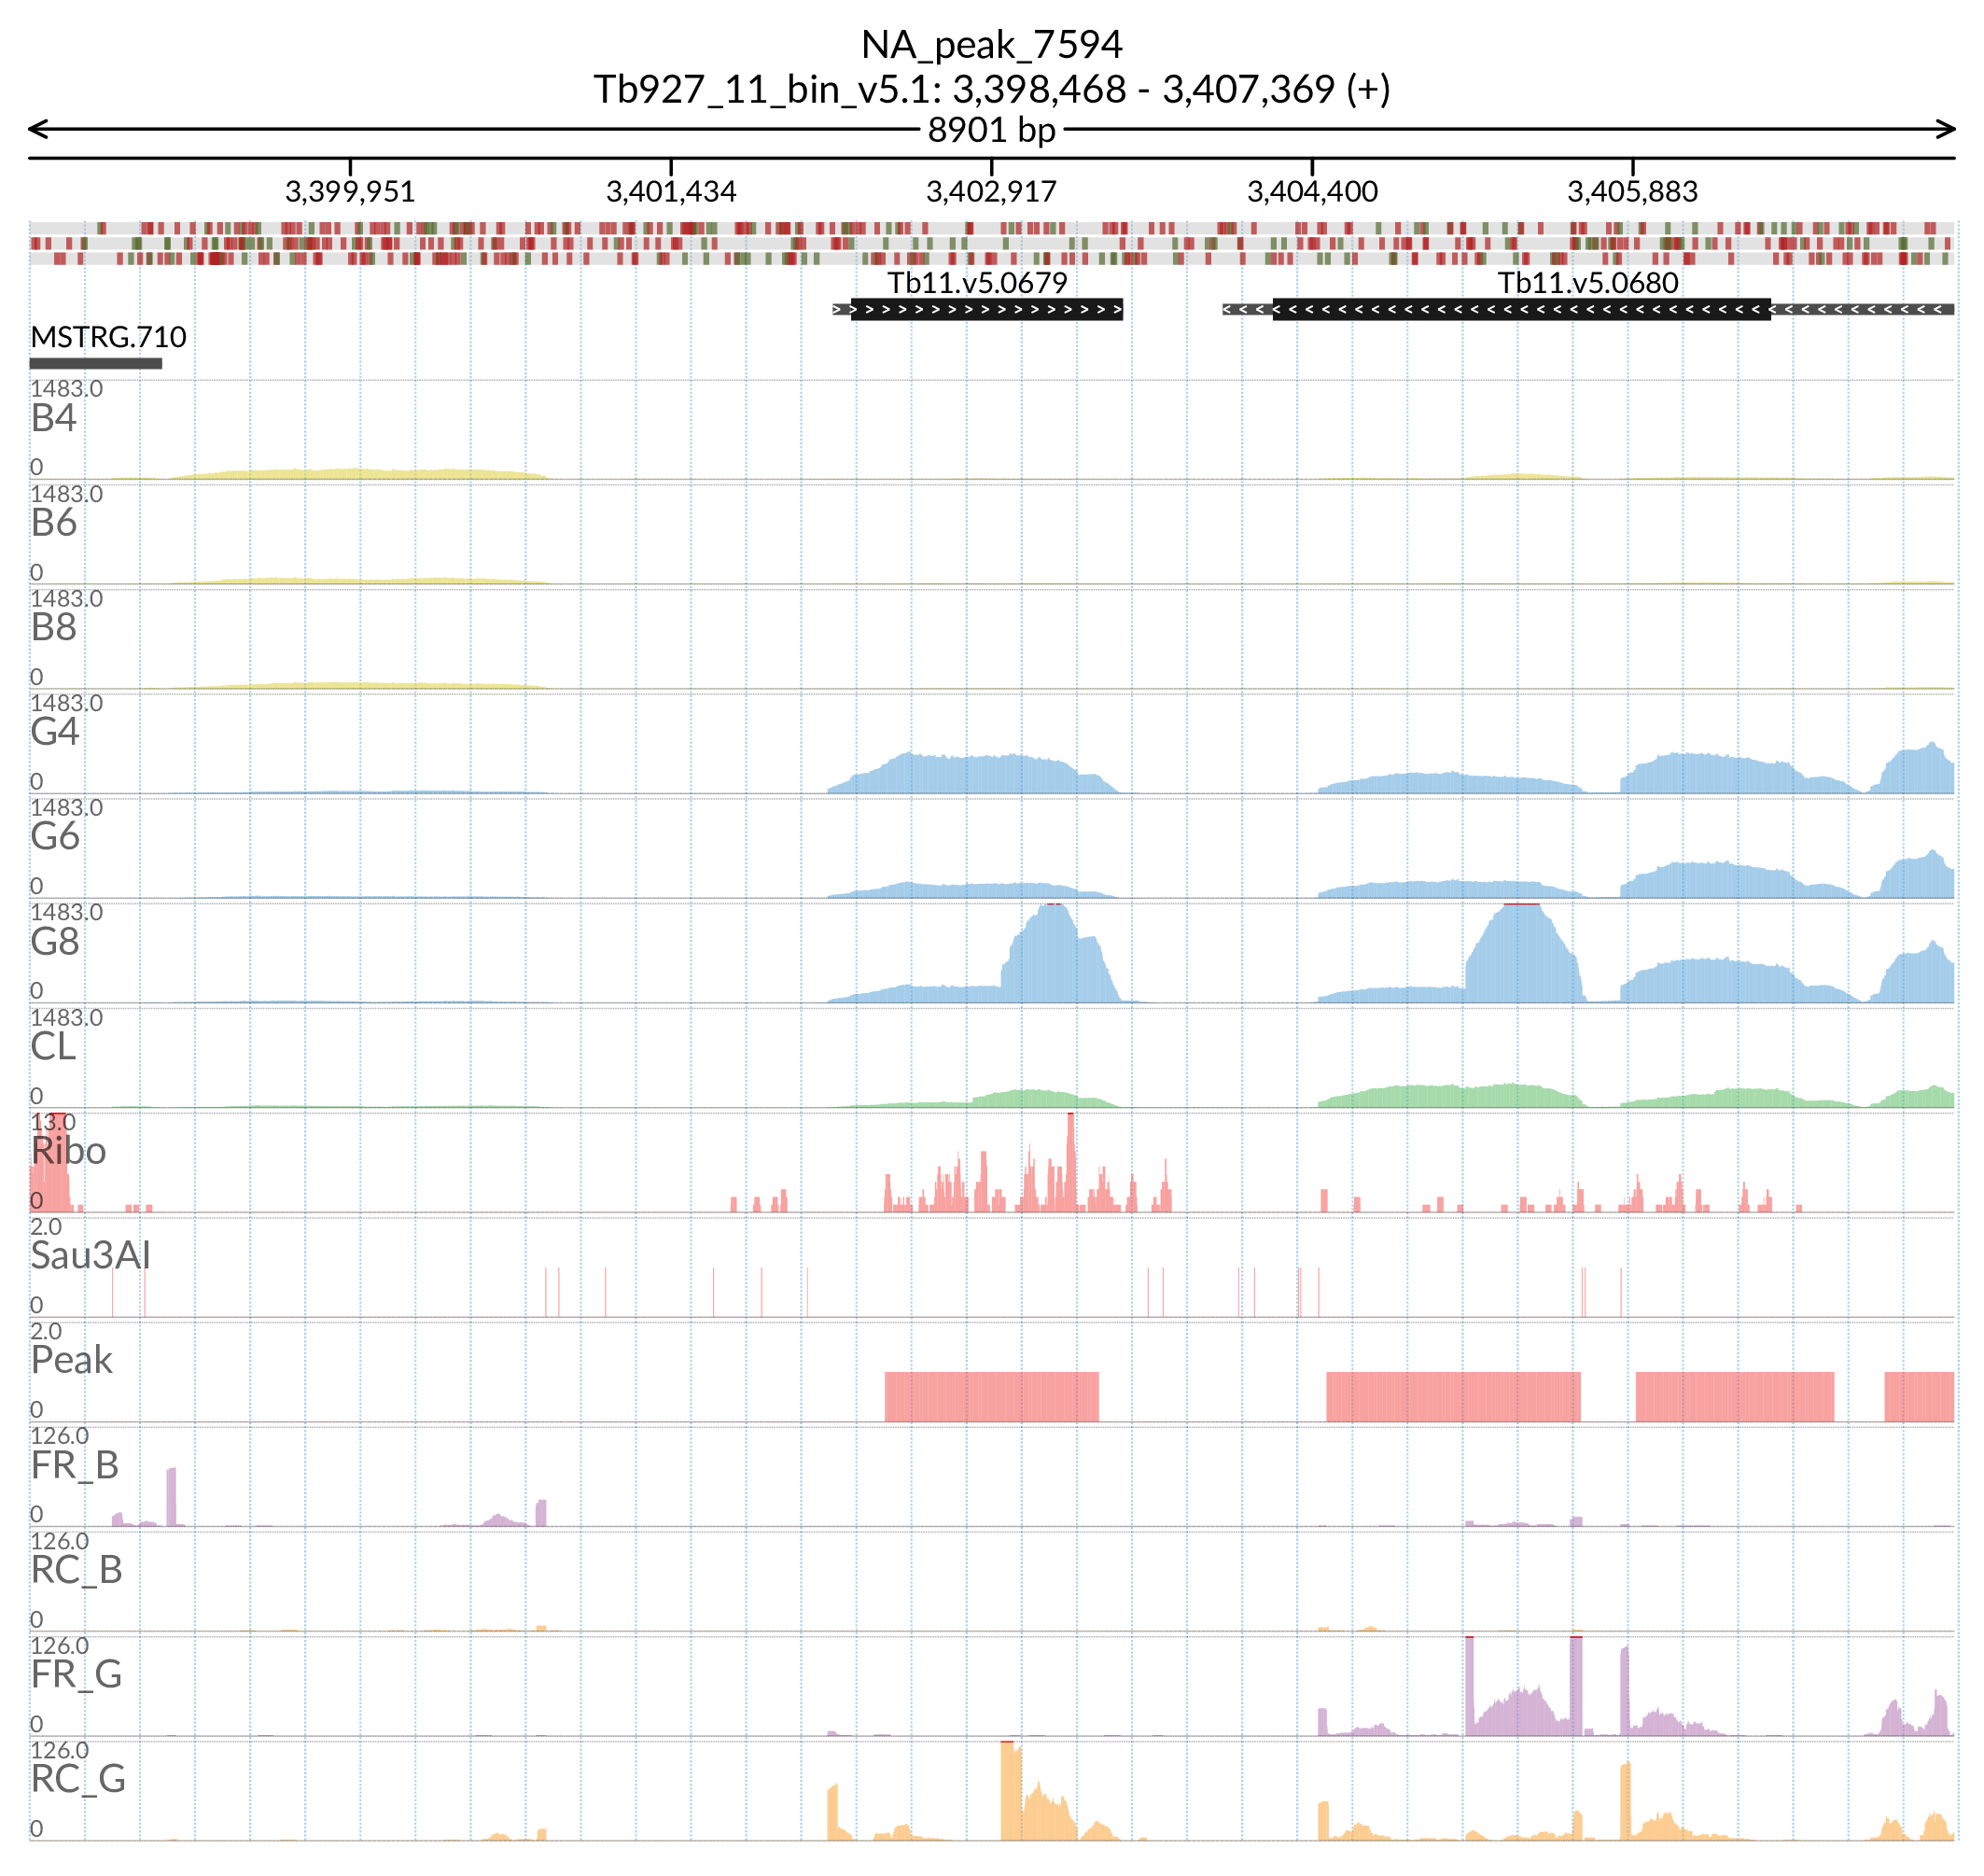 NA_peak_7594
Tb927_11_bin_v5.1: 3,398,468 - 3,407,369 (+)
8901 bp
3,399,951 3,401,434 3,402,917 3,404,400 3,405,883
Tb11.v5.0679 Tb11.v5.0680
MSTRG.710
1483.0
B4
0
1483.0
B6
0
1483.0
B8
0
1483.0
G4
0
1483.0
G6
0
1483.0
G8
0
1483.0
CL
0
13.0
Ribo
0
2.0
Sau3AI
0
2.0
Peak
0
126.0
FR_B
0
126.0
RC_B
0
126.0
FR_G
0
126.0
RC_G
0